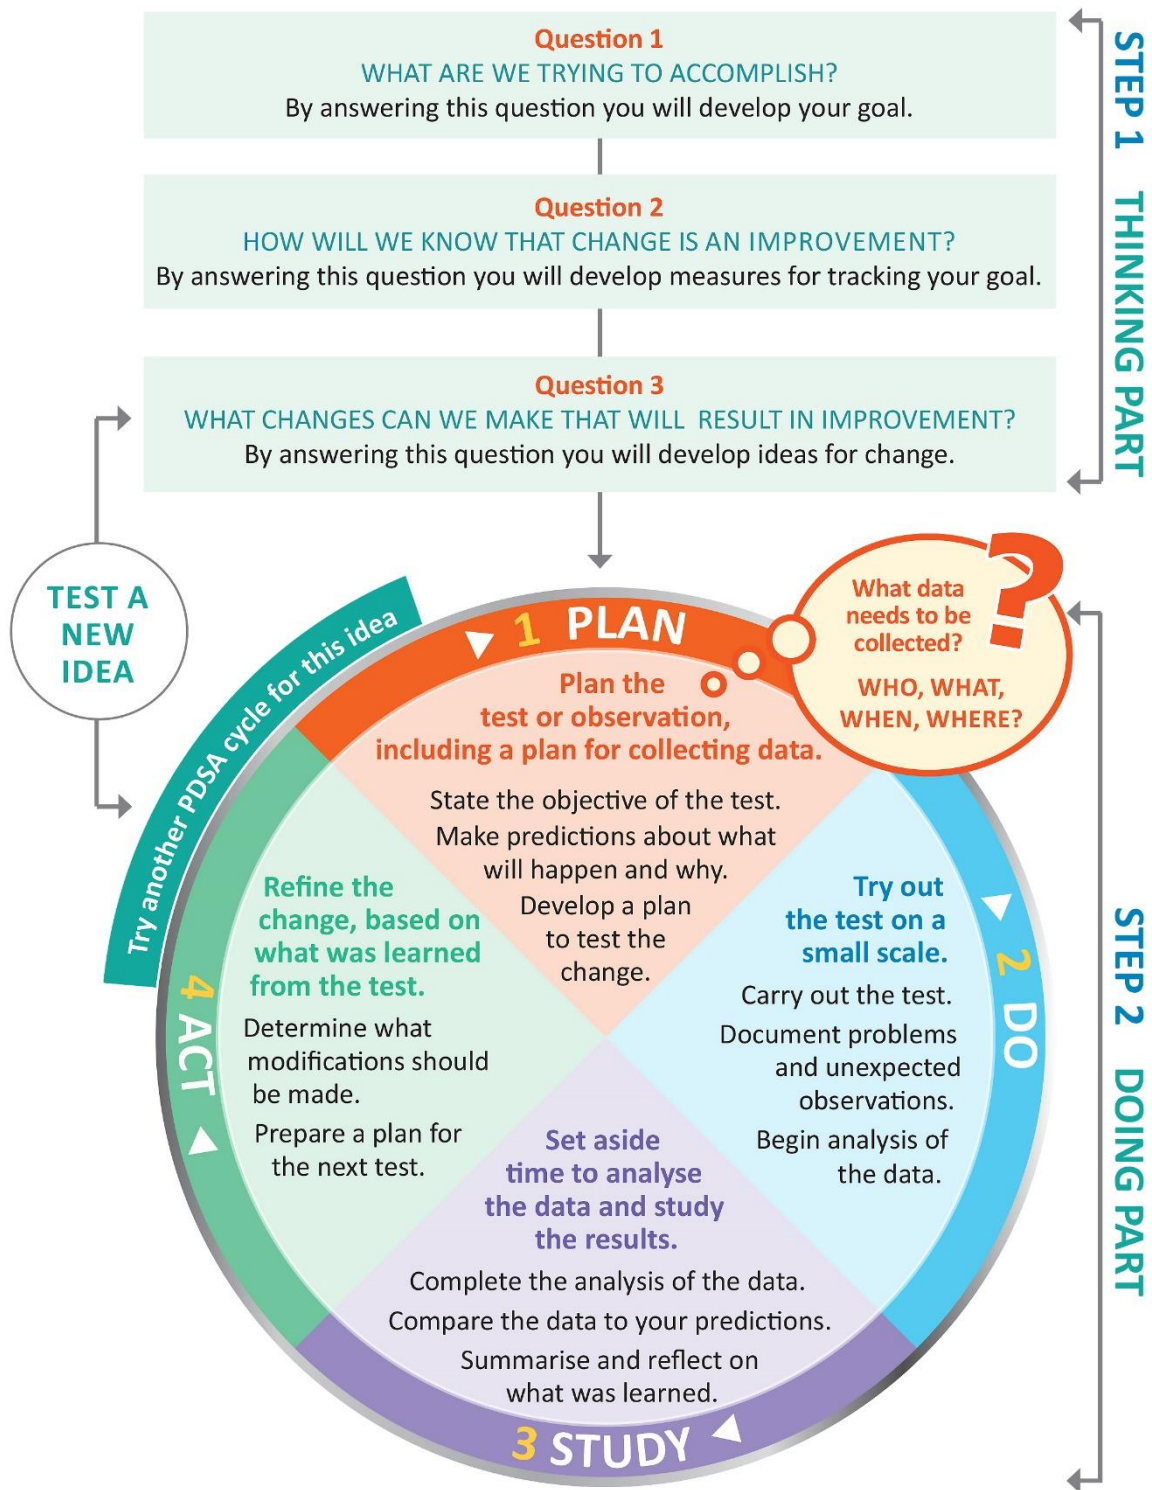 Question 1
WHAT ARE WE TRYING TO ACCOMPLISH?
By answering this question you will develop your goal.
Question 2
HOW WILL WE KNOW THAT CHANGE IS AN IMPROVEMENT?
By answering this question you will develop measures for tracking your goal.
Question 3
WHAT CHANGES CAN WE MAKE THAT WILL RESULT IN IMPROVEMENT?
By answering this question you will develop ideas for change.
STEP 1 THINKING PART
TEST A
NEW
IDEA
Try another PDSA cycle for this idea
1 PLAN
What data
needs to be
collected?
WHO, WHAT,
WHEN, WHERE?
?
Plan the
test or observation,
including a plan for collecting data.
State the objective of the test.
Make predictions about what
will happen and why.
Develop a plan
to test the
change.
2 DO
Try out
the test on a
small scale.
Carry out the test.
Document problems
and unexpected
observations.
Begin analysis of
the data.
3 STUDY
Set aside
time to analyse
the data and study
the results.
Complete the analysis of the data.
Compare the data to your predictions.
Summarise and reflect on
what was learned.
4 ACT
Refine the
change, based on
what was learned
from the test.
Determine what
modifications should
be made.
Prepare a plan for
the next test.
STEP 2 DOING PART